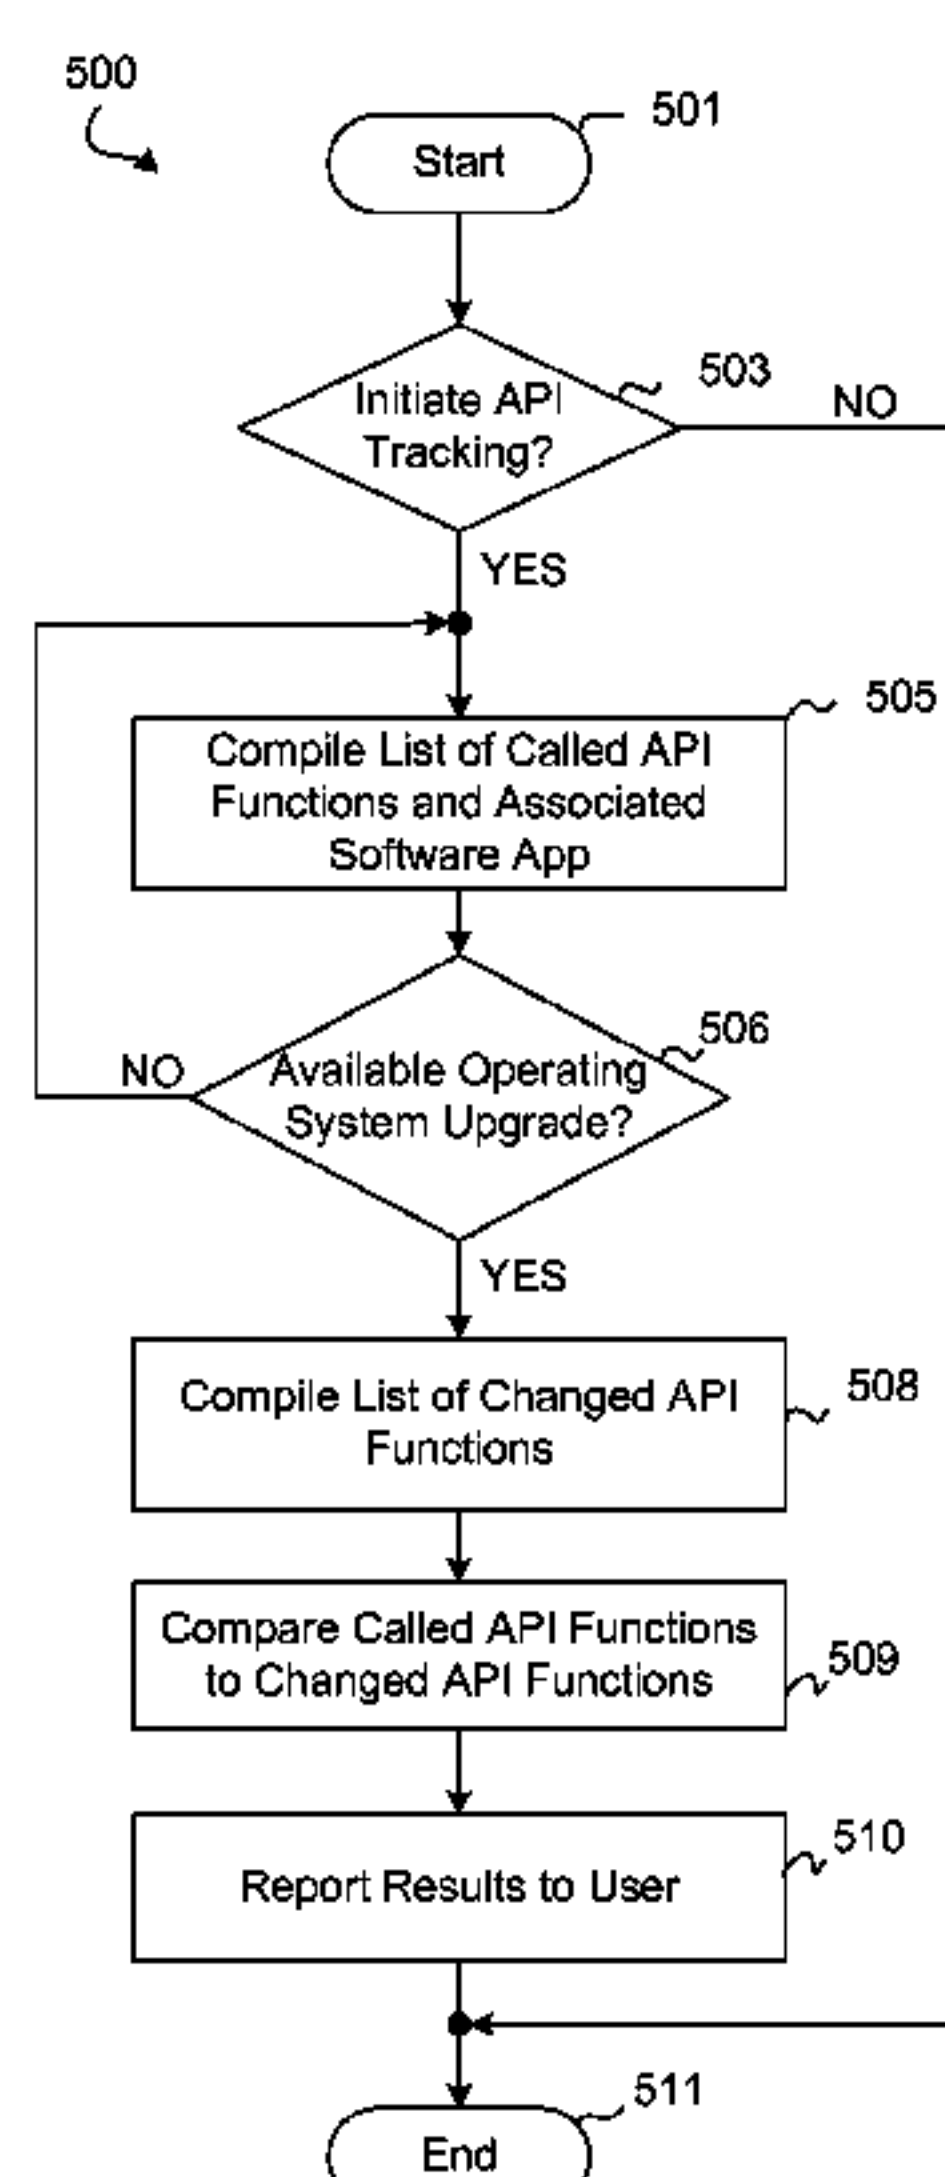 500
501
Start
503
Initiate API
Tracking?
NO
YES
505
Compile List of Called API
Functions and Associated
Software App
506
Available Operating
System Upgrade?
NO
YES
508
Compile List of Changed API
Functions
509
Compare Called API Functions
to Changed API Functions
510
Report Results to User
511
End